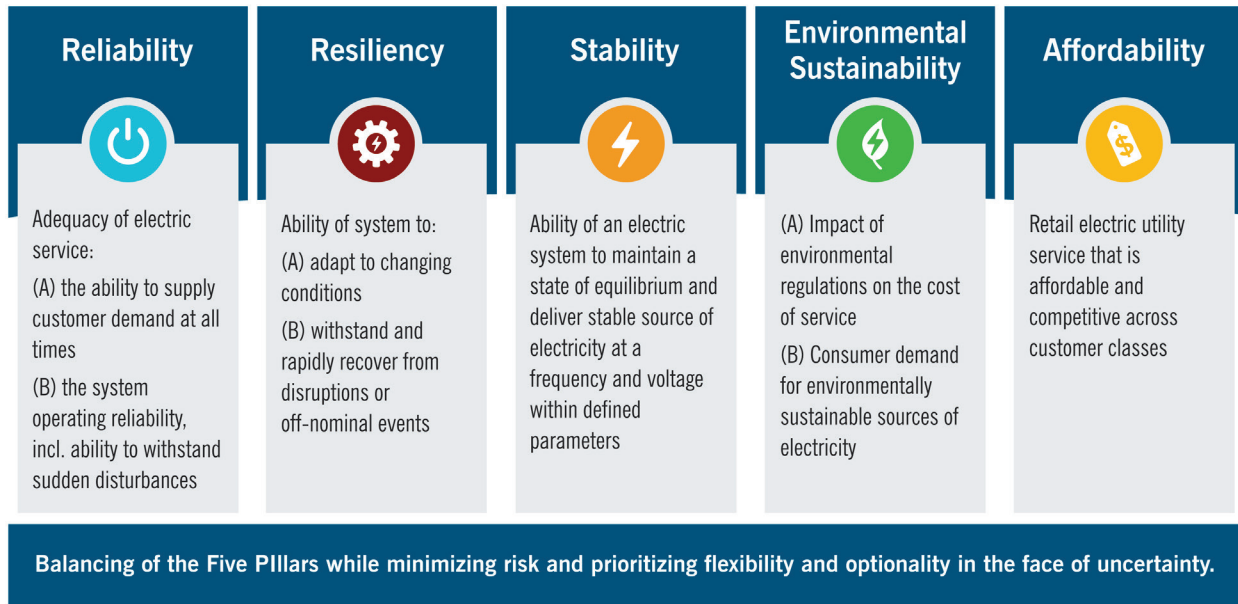 Reliability
Adequacy of electric
service:
(A) the ability to supply
customer demand at all
times
(B) the system
operating reliability,
incl. ability to withstand
sudden disturbances
Resiliency
Ability of system to:
(A) adapt to changing
conditions
(B) withstand and
rapidly recover from
disruptions or
off-nominal events
Stability
Ability of an electric
system to maintain a
state of equilibrium and
deliver stable source of
electricity at a
frequency and voltage
within defined
parameters
Environmental
Sustainability
(A) Impact of
environmental
regulations on the cost
of service
(B) Consumer demand
for environmentally
sustainable sources of
electricity
Affordability
$
Retail electric utility
service that is
affordable and
competitive across
customer classes
Balancing of the Five PIllars while minimizing risk and prioritizing flexibility and optionality in the face of uncertainty.